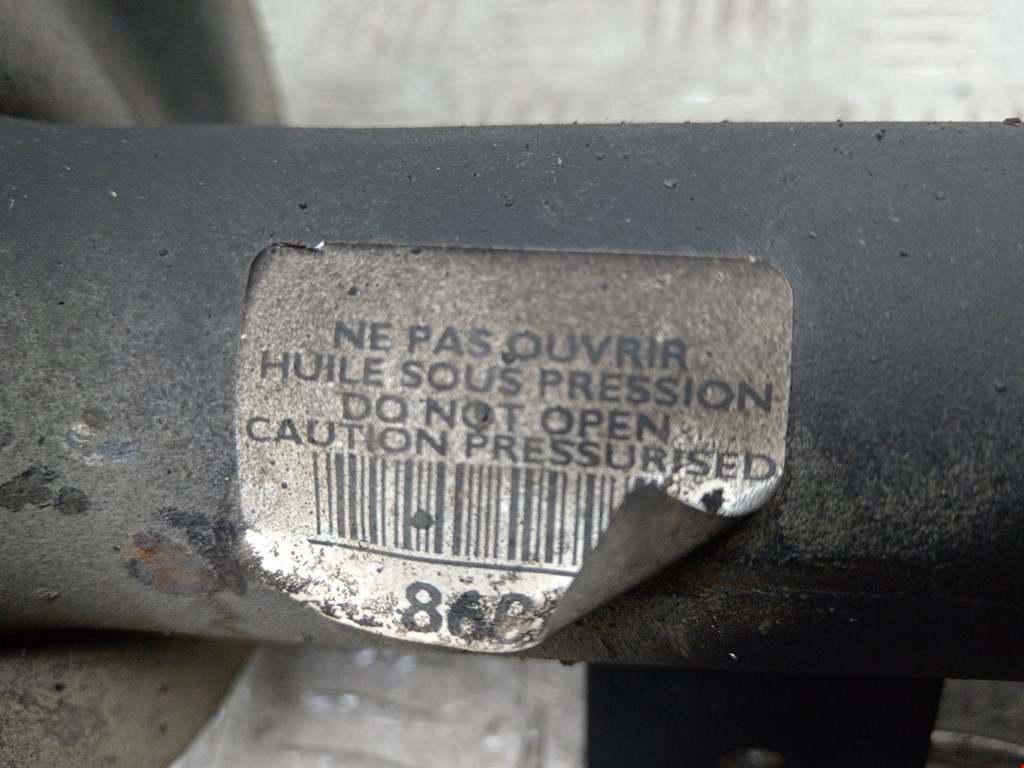 NE PAS OUVRIR
HUILE SOUS PRESSION
DO NOT OPEN
CAUTION PRESSURISED